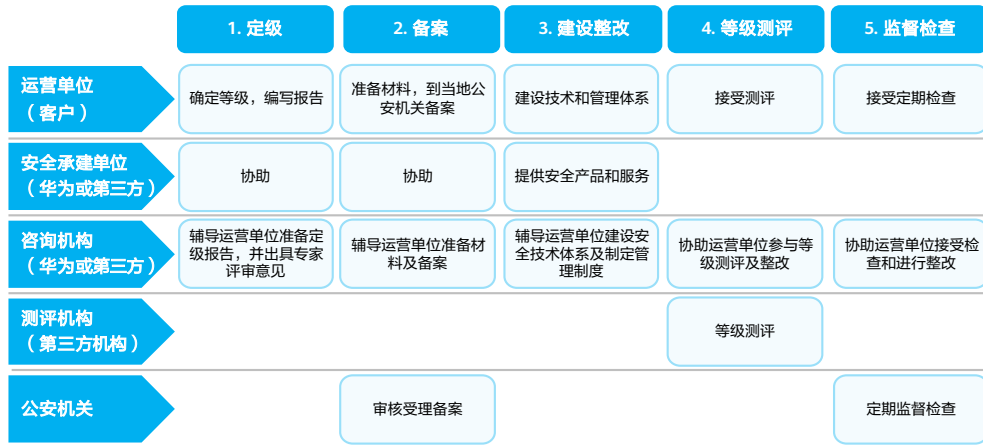 1. 定级
2. 备案
3. 建设整改
4. 等级测评
5. 监督检查
运营单位
（客户）
确定等级，编写报告
准备材料，到当地公
安机关备案
建设技术和管理体系
接受测评
接受定期检查
安全承建单位
（华为或第三方）
协助
协助
提供安全产品和服务
咨询机构
（华为或第三方）
辅导运营单位准备定
级报告，并出具专家
评审意见
辅导运营单位准备材
料及备案
辅导运营单位建设安
全技术体系及制定管
理制度
协助运营单位参与等
级测评及整改
协助运营单位接受检
查和进行整改
测评机构
（第三方机构）
等级测评
公安机关
审核受理备案
定期监督检查